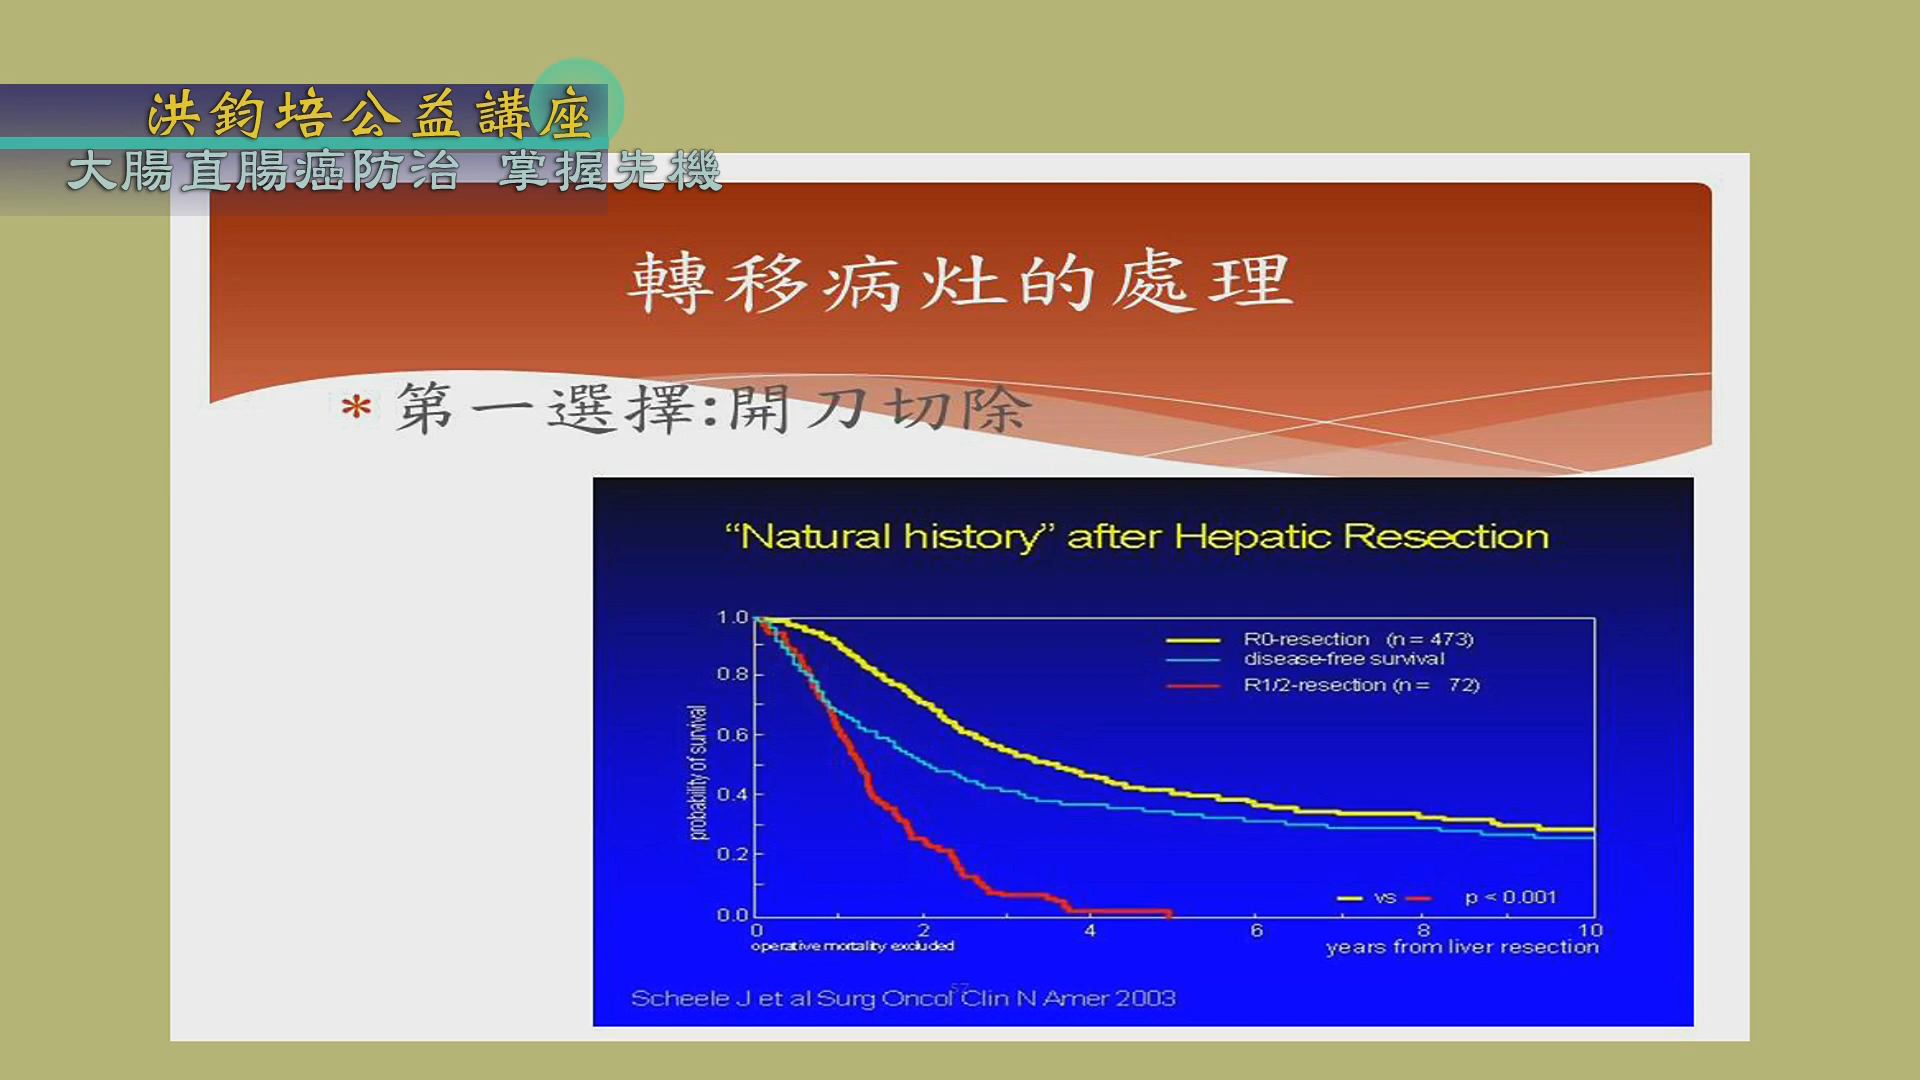 洪鈞培公益講座
大腸直腸癌防治 掌握先機
轉移病灶的處理
* 第一選擇:開刀切除
“Natural history” after Hepatic Resection
R0-resection (n = 473)
disease-free survival
R1/2-resection (n = 72)
probability of survival
1.0
0.8
0.6
0.4
0.2
0.0
vs p < 0.001
0 2 4 6 8 10
operative mortality excluded
years from liver resection
57
Scheele J et al Surg Oncol Clin N Amer 2003